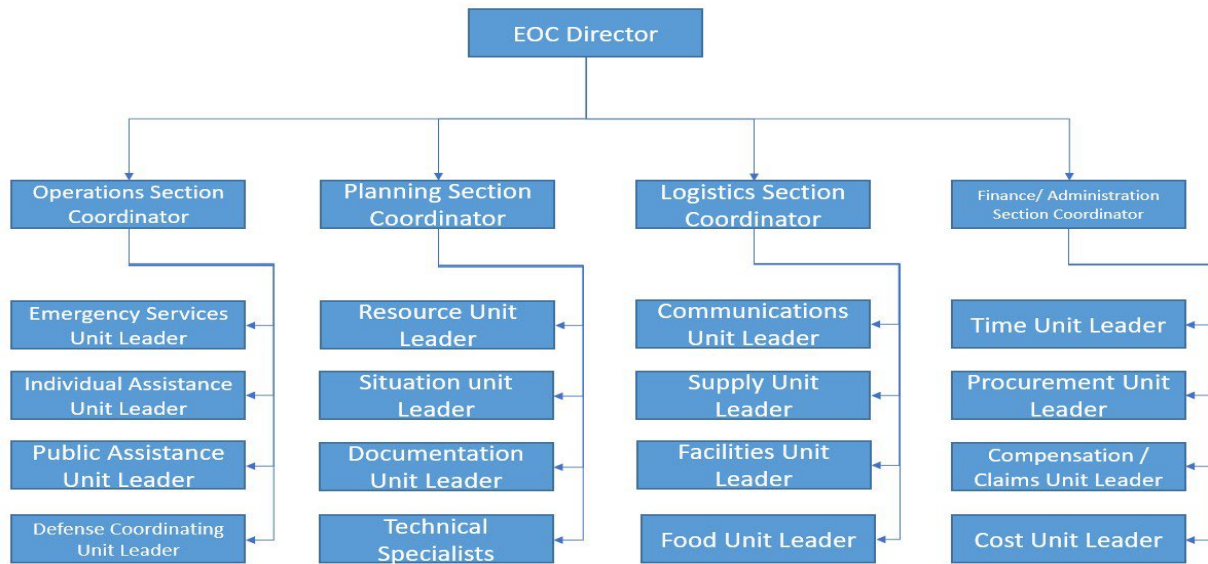 EOC Director
Operations Section
Coordinator
Planning Section
Coordinator
Logistics Section
Coordinator
Finance/ Administration
Section Coordinator
Emergency Services
Unit Leader
Individual Assistance
Unit Leader
Public Assistance
Unit Leader
Defense Coordinating
Unit Leader
Resource Unit
Leader
Situation unit
Leader
Documentation
Unit Leader
Technical
Specialists
Communications
Unit Leader
Supply Unit
Leader
Facilities Unit
Leader
Food Unit Leader
Time Unit Leader
Procurement Unit
Leader
Compensation /
Claims Unit Leader
Cost Unit Leader